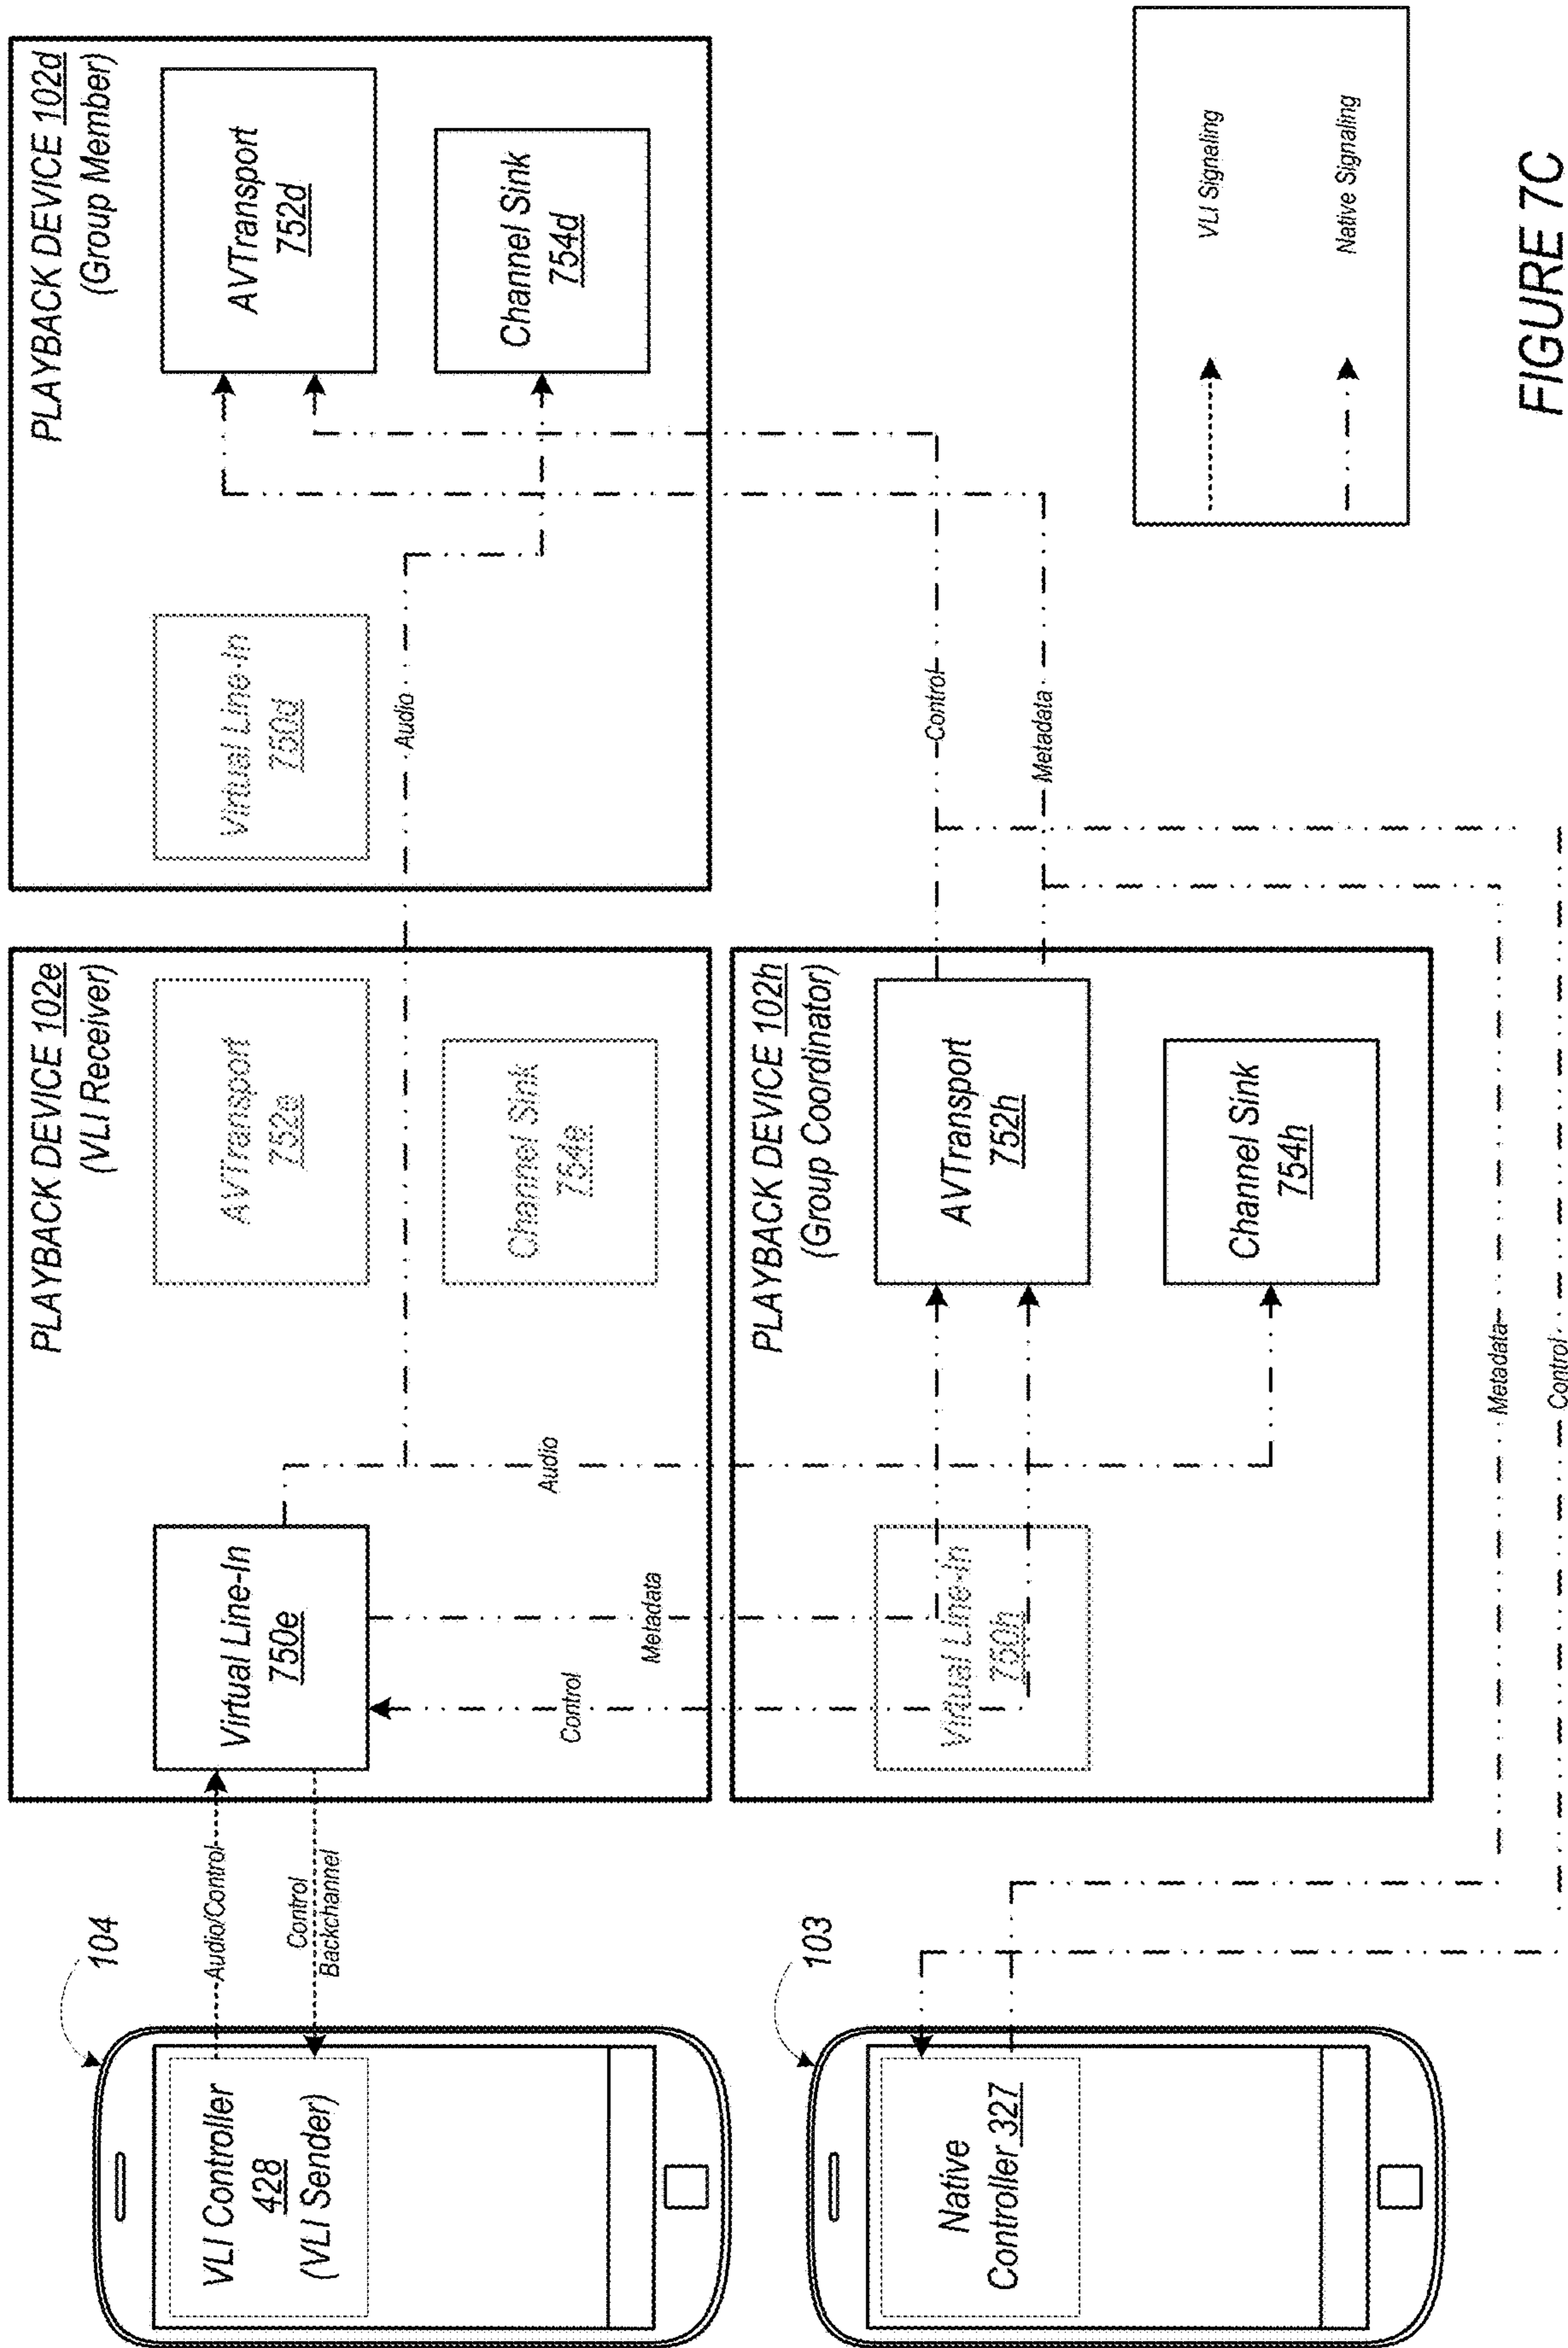 104
VLI Controller
428
(VLI Sender)
Audio/Control
Control
Backchannel
PLAYBACK DEVICE 102e
(VLI Receiver)
Virtual Line-In
750e
AVTransport
752e
Channel Sink
754e
Audio
Metadata
Control
PLAYBACK DEVICE 102d
(Group Member)
Virtual Line-In
750d
AVTransport
752d
Channel Sink
754d
Audio
103
Native
Controller 327
PLAYBACK DEVICE 102h
(Group Coordinator)
Virtual Line-In
750h
AVTransport
752h
Channel Sink
754h
Control
Metadata
Metadata
Control
VLI Signaling
Native Signaling
FIGURE 7C